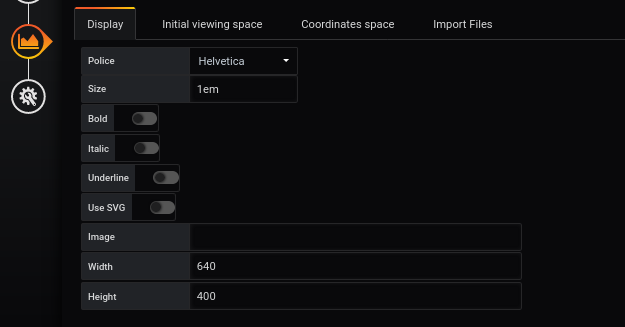 Display Initial viewing space Coordinates space Import Files
Police Helvetica
Size 1em
Bold
Italic
Underline
Use SVG
Image
Width 640
Height 400